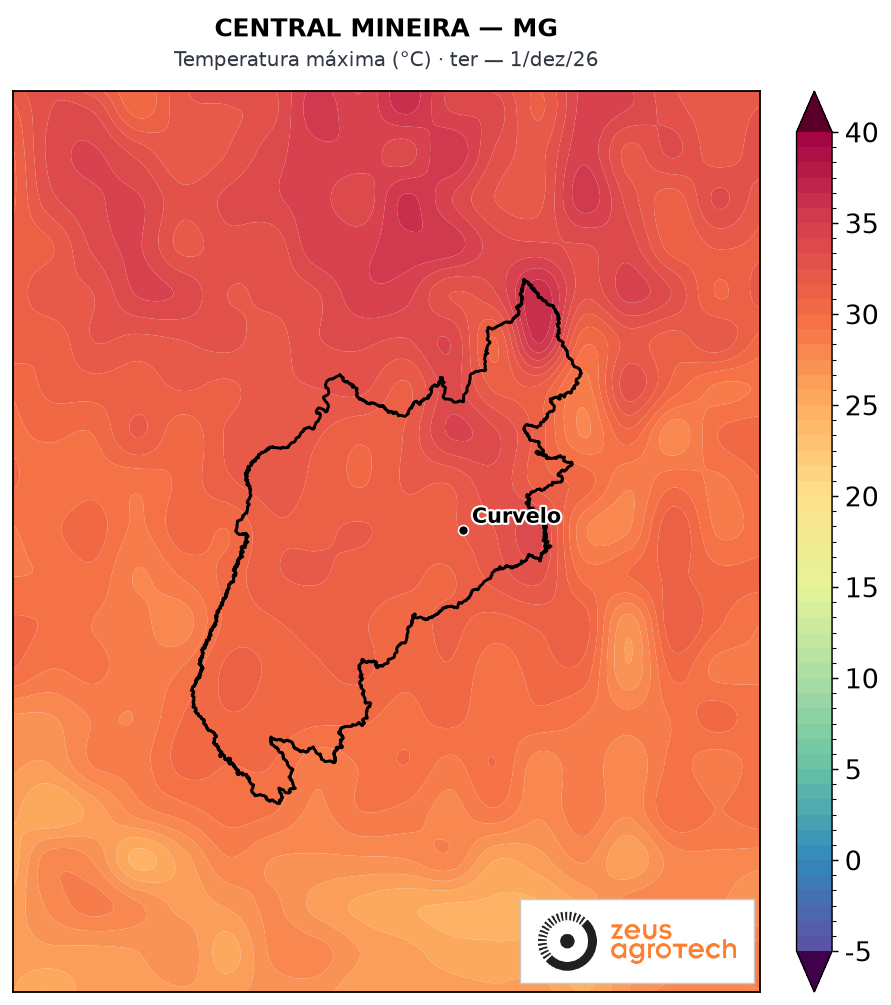 CENTRAL MINEIRA — MG
Temperatura máxima (°C) · ter — 1/dez/26
40
35
30
25
20
15
10
5
0
-5
Curvelo
zeus
agrotech